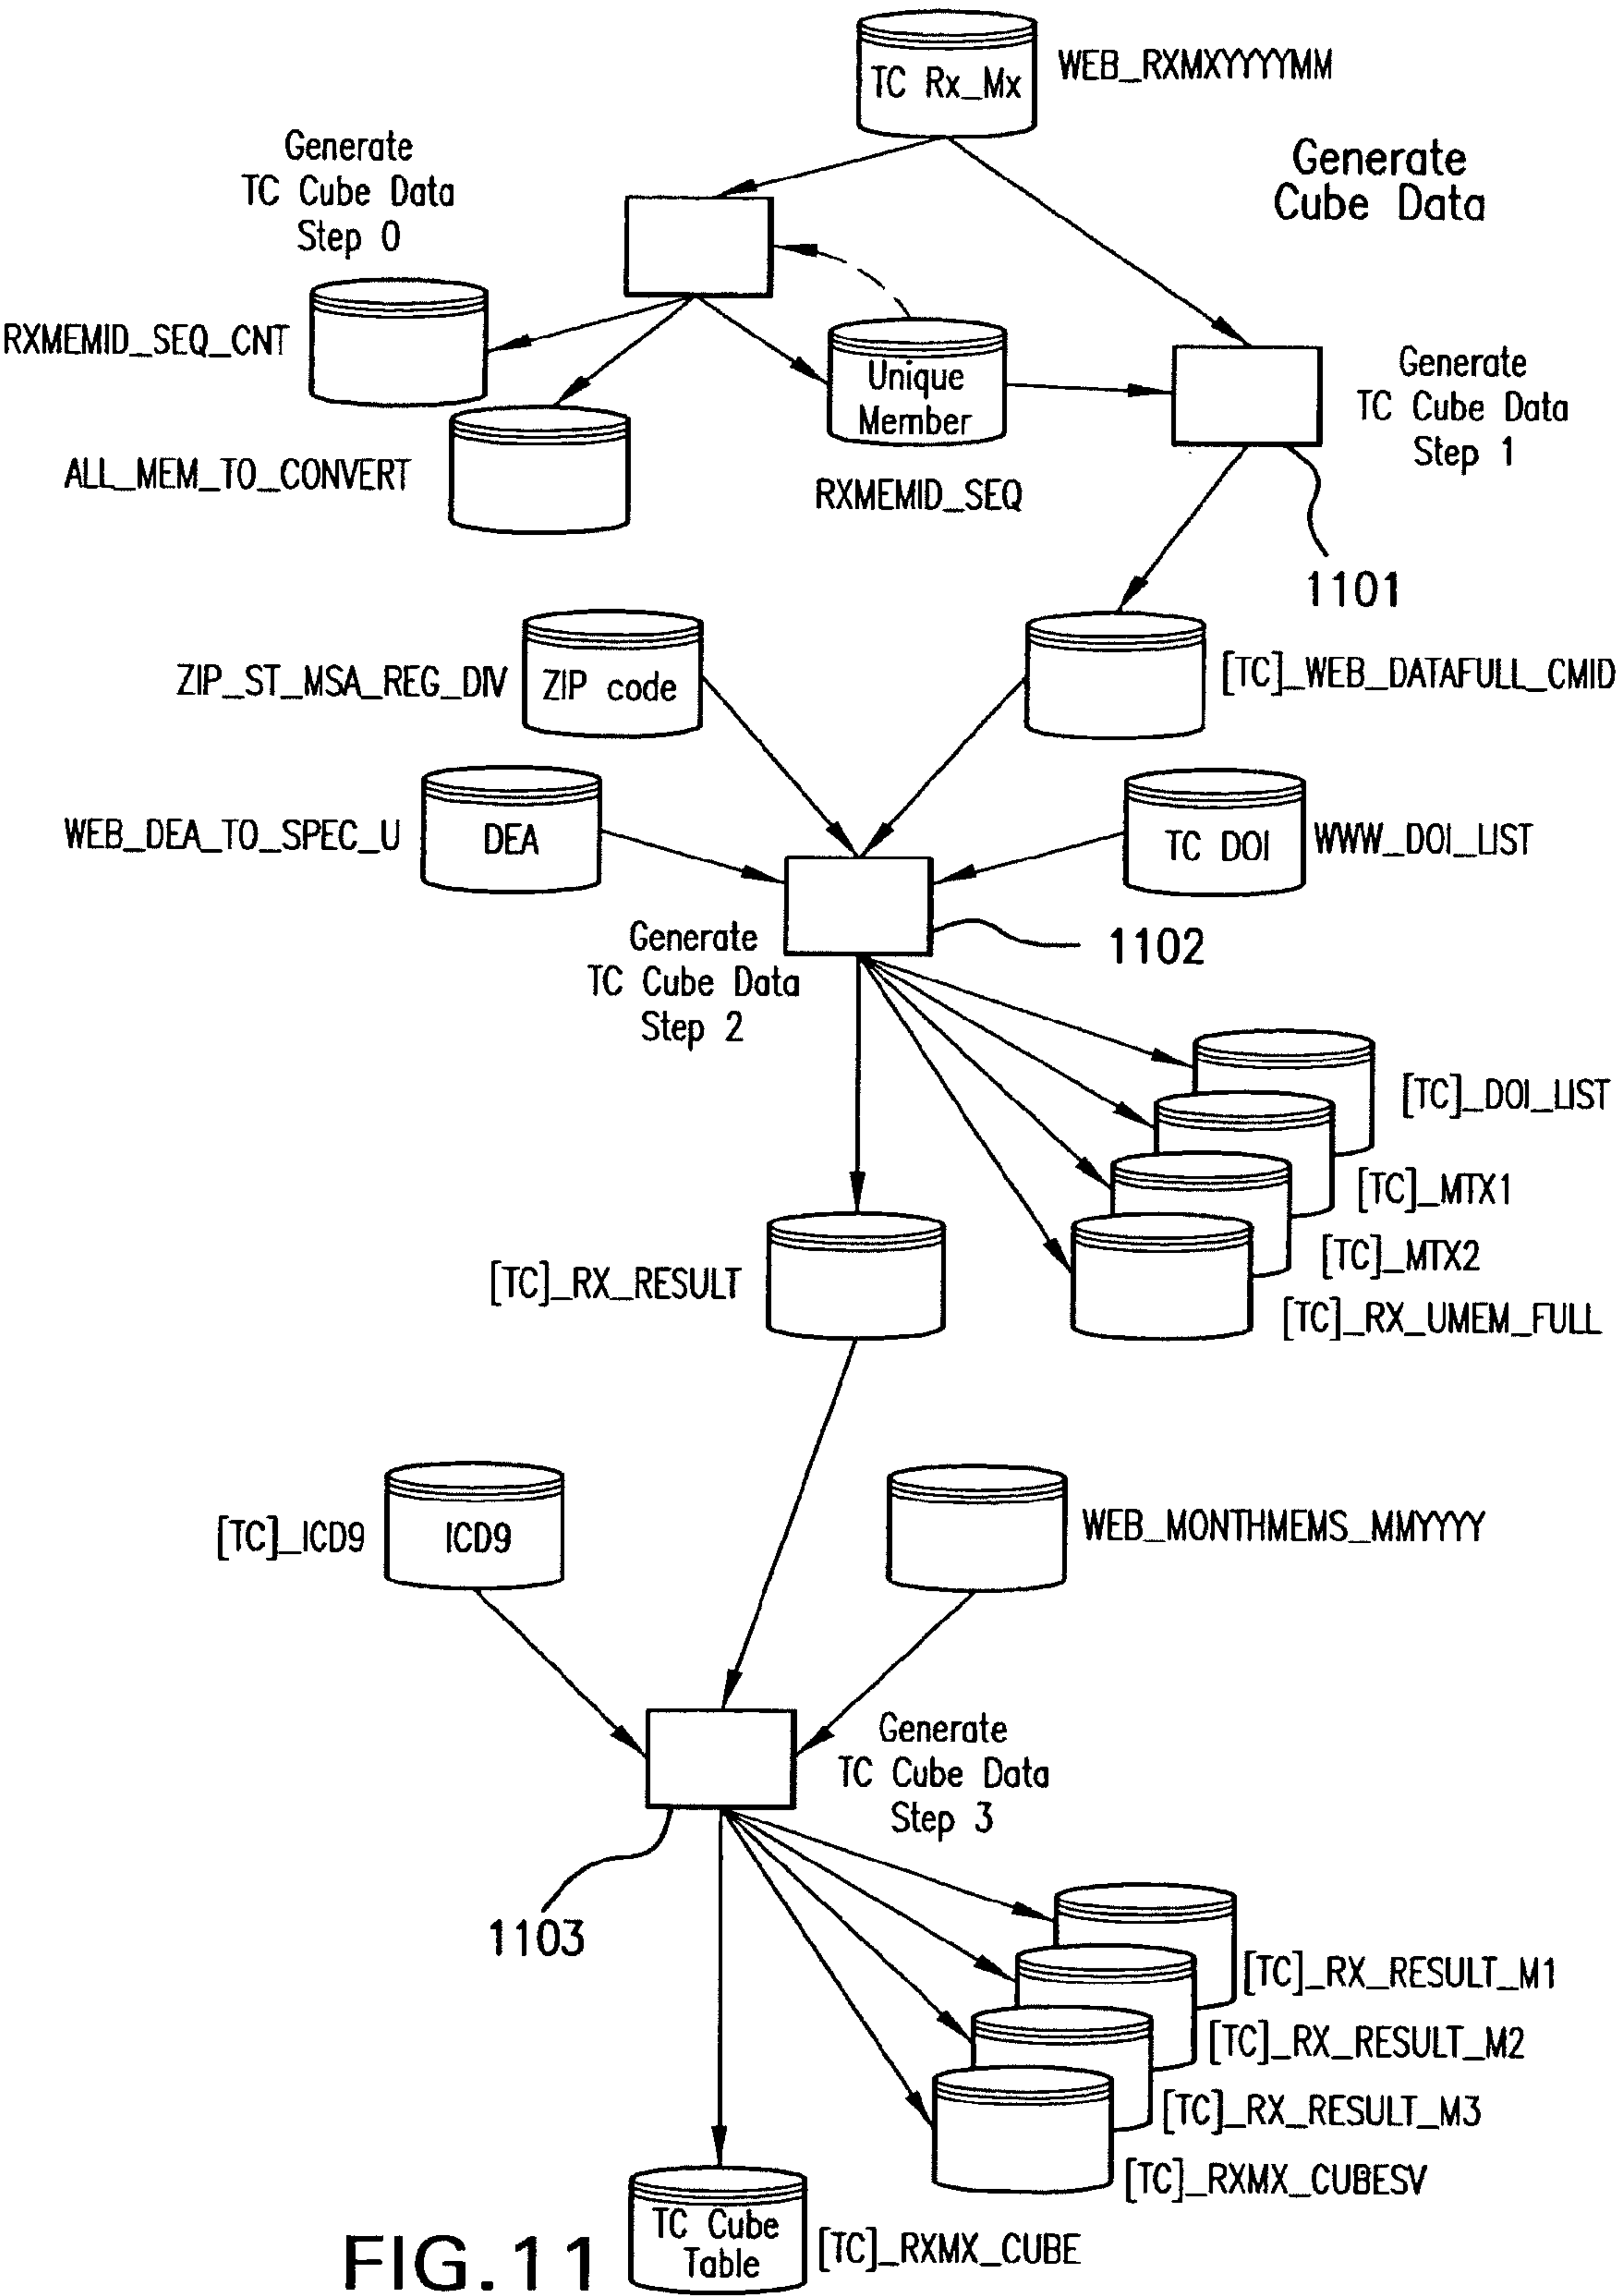 TC Rx_Mx
WEB_RXMXYYYYMM
Generate
TC Cube Data
Step 0
Generate
Cube Data
RXMEMID_SEQ_CNT
Unique
Member
Generate
TC Cube Data
Step 1
ALL_MEM_TO_CONVERT
RXMEMID_SEQ
1101
ZIP_ST_MSA_REG_DIV
ZIP code
[TC]_WEB_DATAFULL_CMID
WEB_DEA_TO_SPEC_U
DEA
TC DOI
WWW_DOI_LIST
Generate
TC Cube Data
Step 2
1102
[TC]_DOI_LIST
[TC]_MTX1
[TC]_MTX2
[TC]_RX_UMEM_FULL
[TC]_RX_RESULT
[TC]_ICD9
ICD9
WEB_MONTHMEMS_MMYYYY
Generate
TC Cube Data
Step 3
1103
[TC]_RX_RESULT_M1
[TC]_RX_RESULT_M2
[TC]_RX_RESULT_M3
[TC]_RXMX_CUBESV
TC Cube
Table
[TC]_RXMX_CUBE
FIG.11